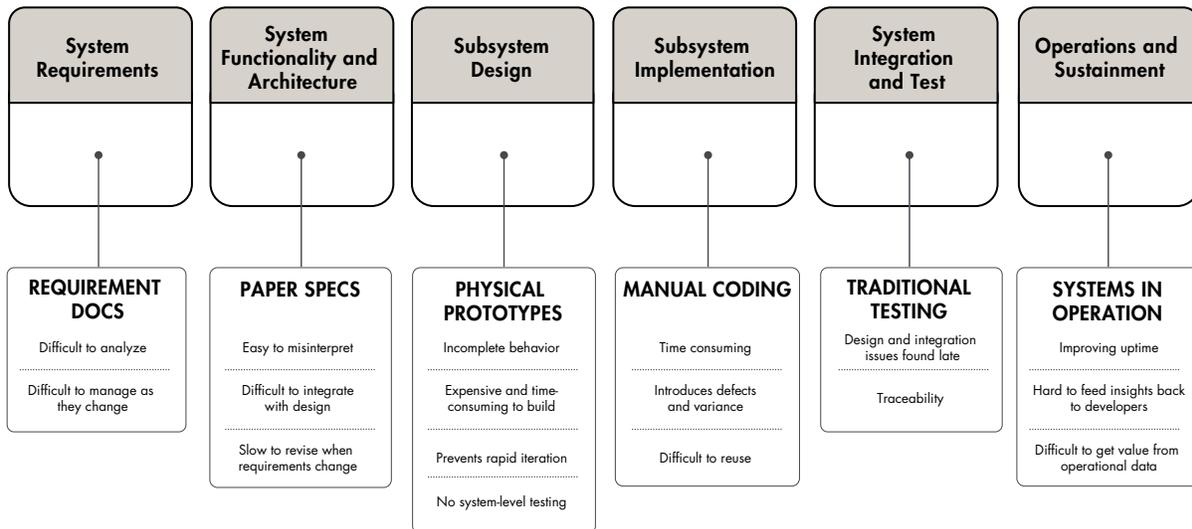 System
Requirements
System
Functionality and
Architecture
Subsystem
Design
Subsystem
Implementation
System
Integration
and Test
Operations and
Sustainment
REQUIREMENT
DOCS
Difficult to analyze
Difficult to manage as
they change
PAPER SPECS
Easy to misinterpret
Difficult to integrate
with design
Slow to revise when
requirements change
PHYSICAL
PROTOTYPES
Incomplete behavior
Expensive and time-
consuming to build
Prevents rapid iteration
No system-level testing
MANUAL CODING
Time consuming
Introduces defects
and variance
Difficult to reuse
TRADITIONAL
TESTING
Design and integration
issues found late
Traceability
SYSTEMS IN
OPERATION
Improving uptime
Hard to feed insights back
to developers
Difficult to get value from
operational data